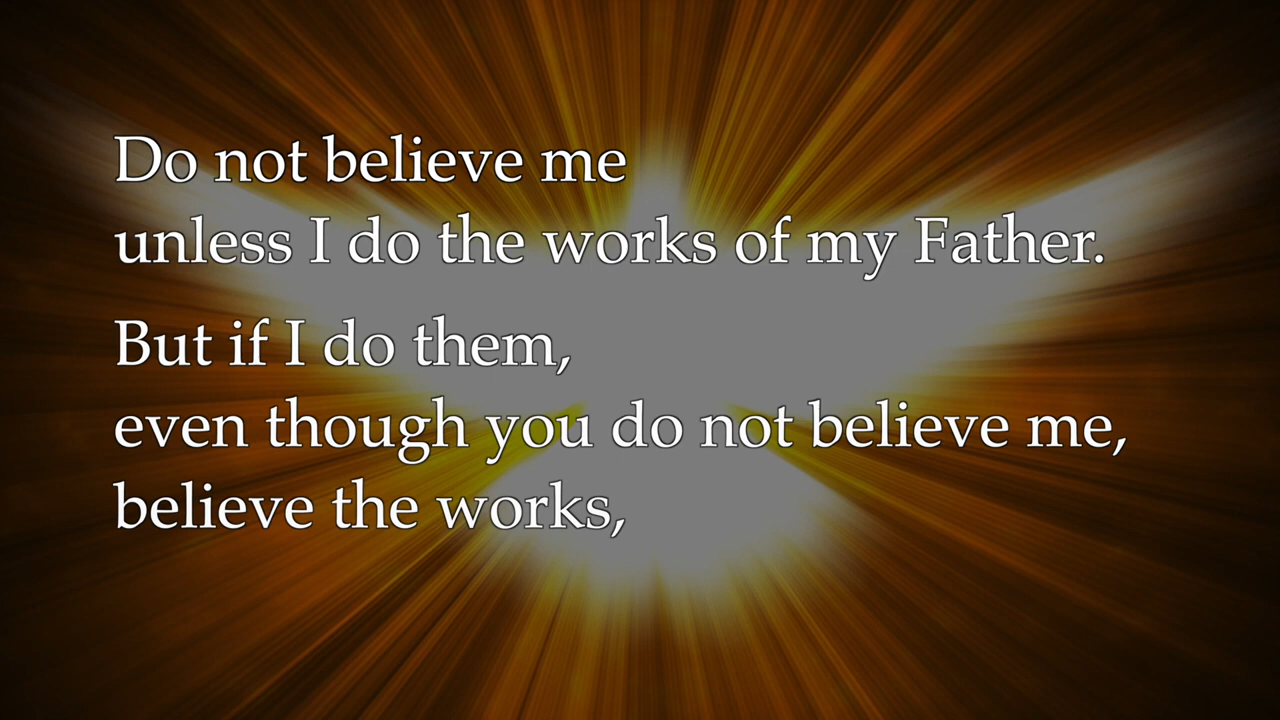 Do not believe me
unless I do the works of my Father.
But if I do them,
even though you do not believe me,
believe the works,